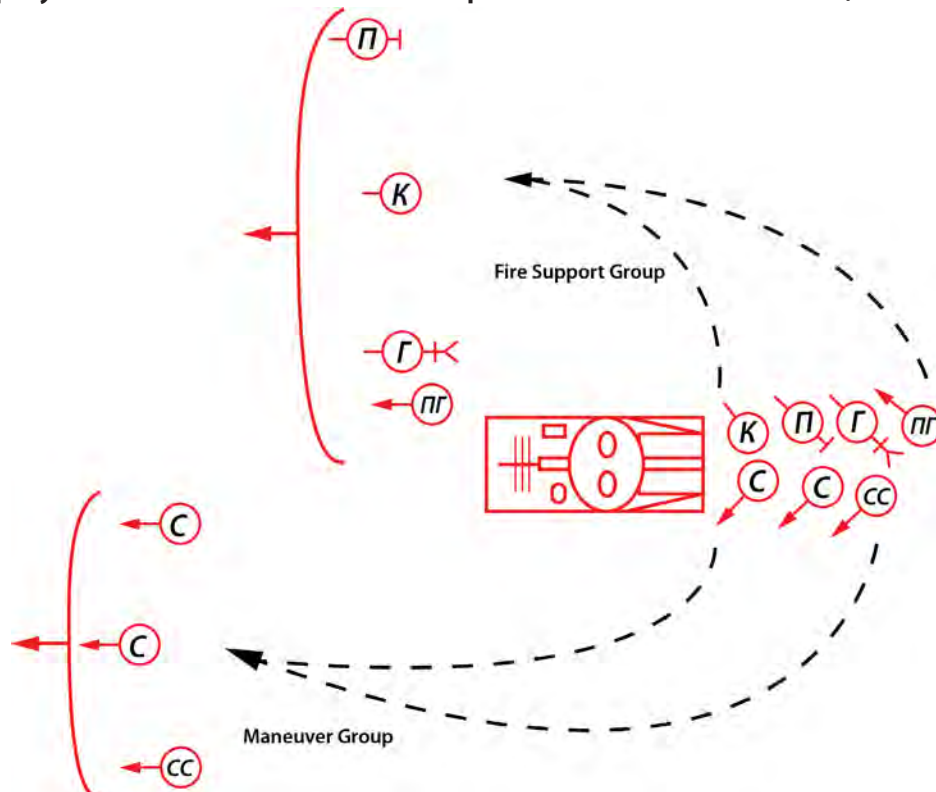 П
К
Fire Support Group
Г
ПГ
К П Г ПГ
С С СС
С
С
Maneuver Group
СС